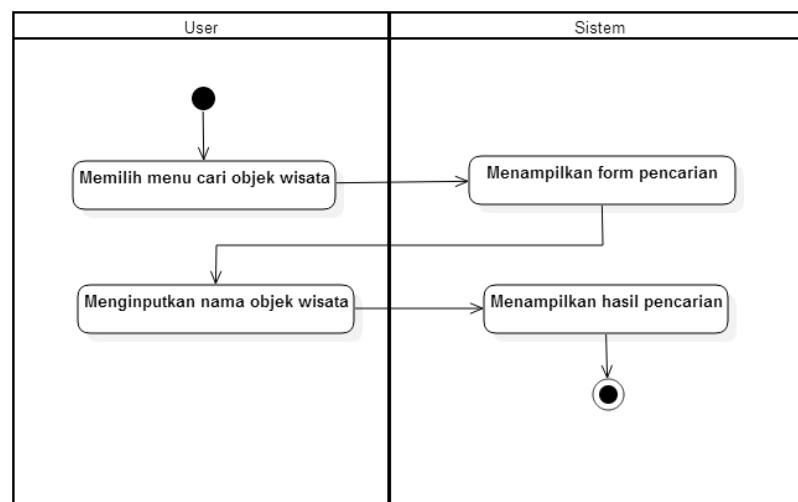 User
Sistem
Memilih menu cari objek wisata
Menampilkan form pencarian
Menginputkan nama objek wisata
Menampilkan hasil pencarian